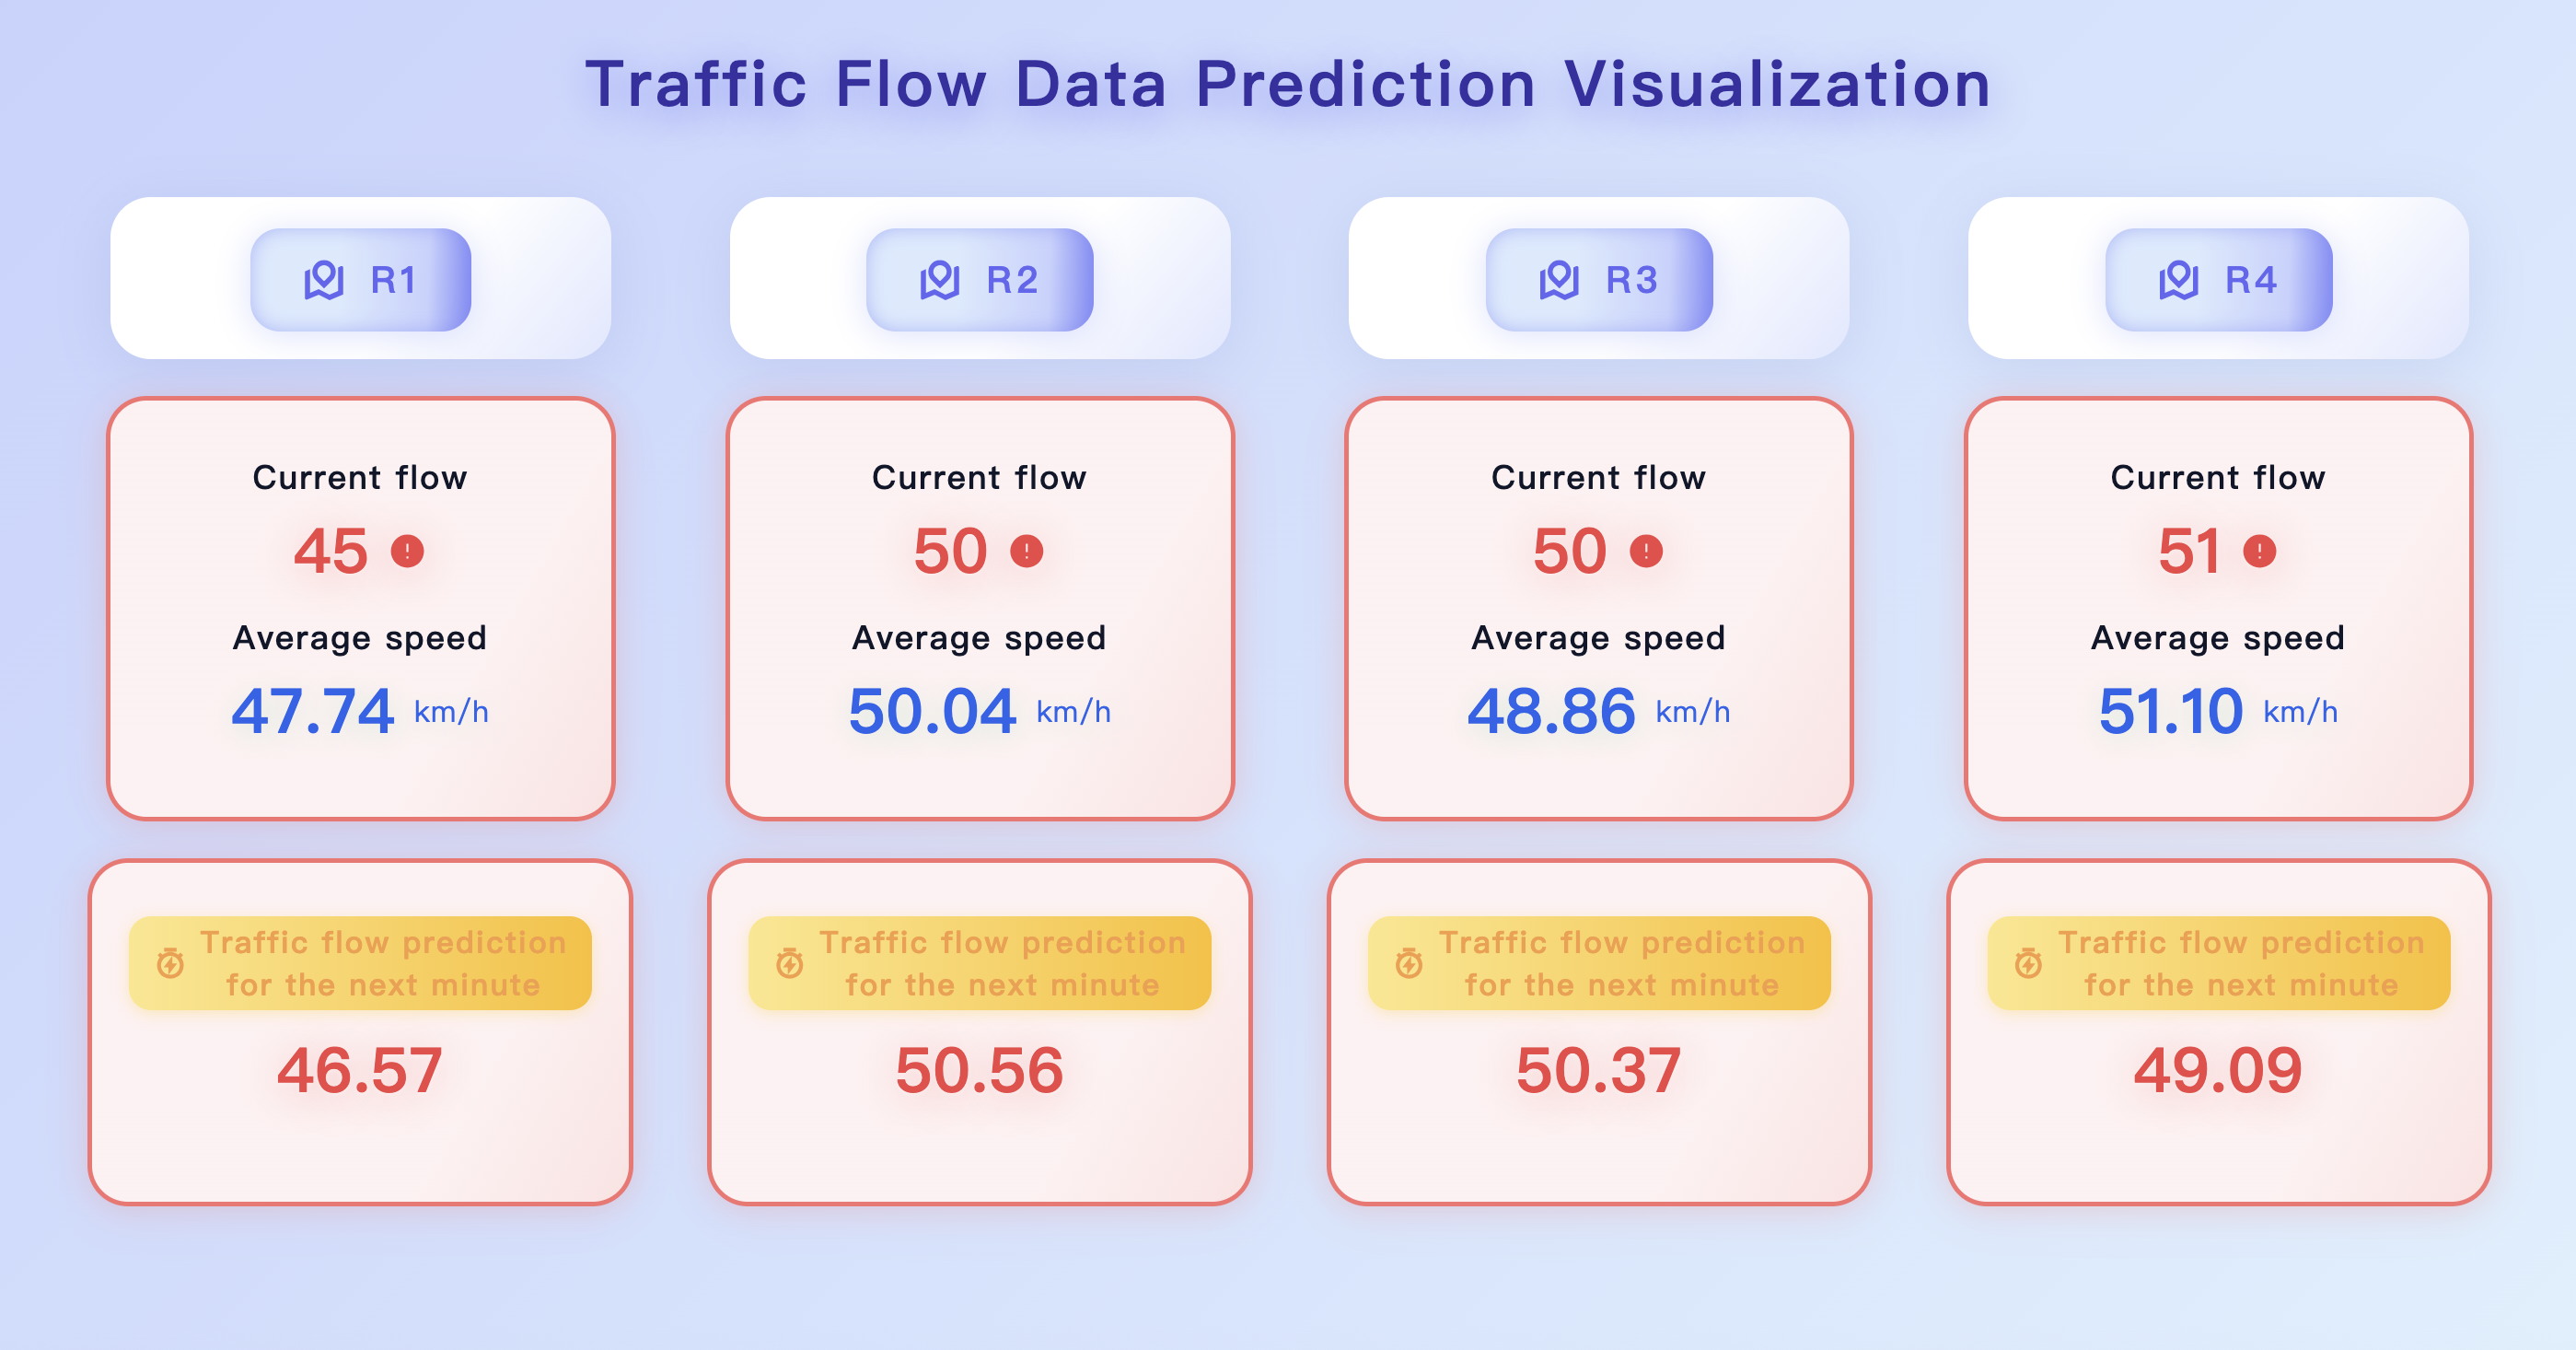 Traffic Flow Data Prediction Visualization
R1
R2
R3
R4
Current flow
45
Average speed
47.74 km/h
Current flow
50
Average speed
50.04 km/h
Current flow
50
Average speed
48.86 km/h
Current flow
51
Average speed
51.10 km/h
Traffic flow prediction
for the next minute
46.57
Traffic flow prediction
for the next minute
50.56
Traffic flow prediction
for the next minute
50.37
Traffic flow prediction
for the next minute
49.09